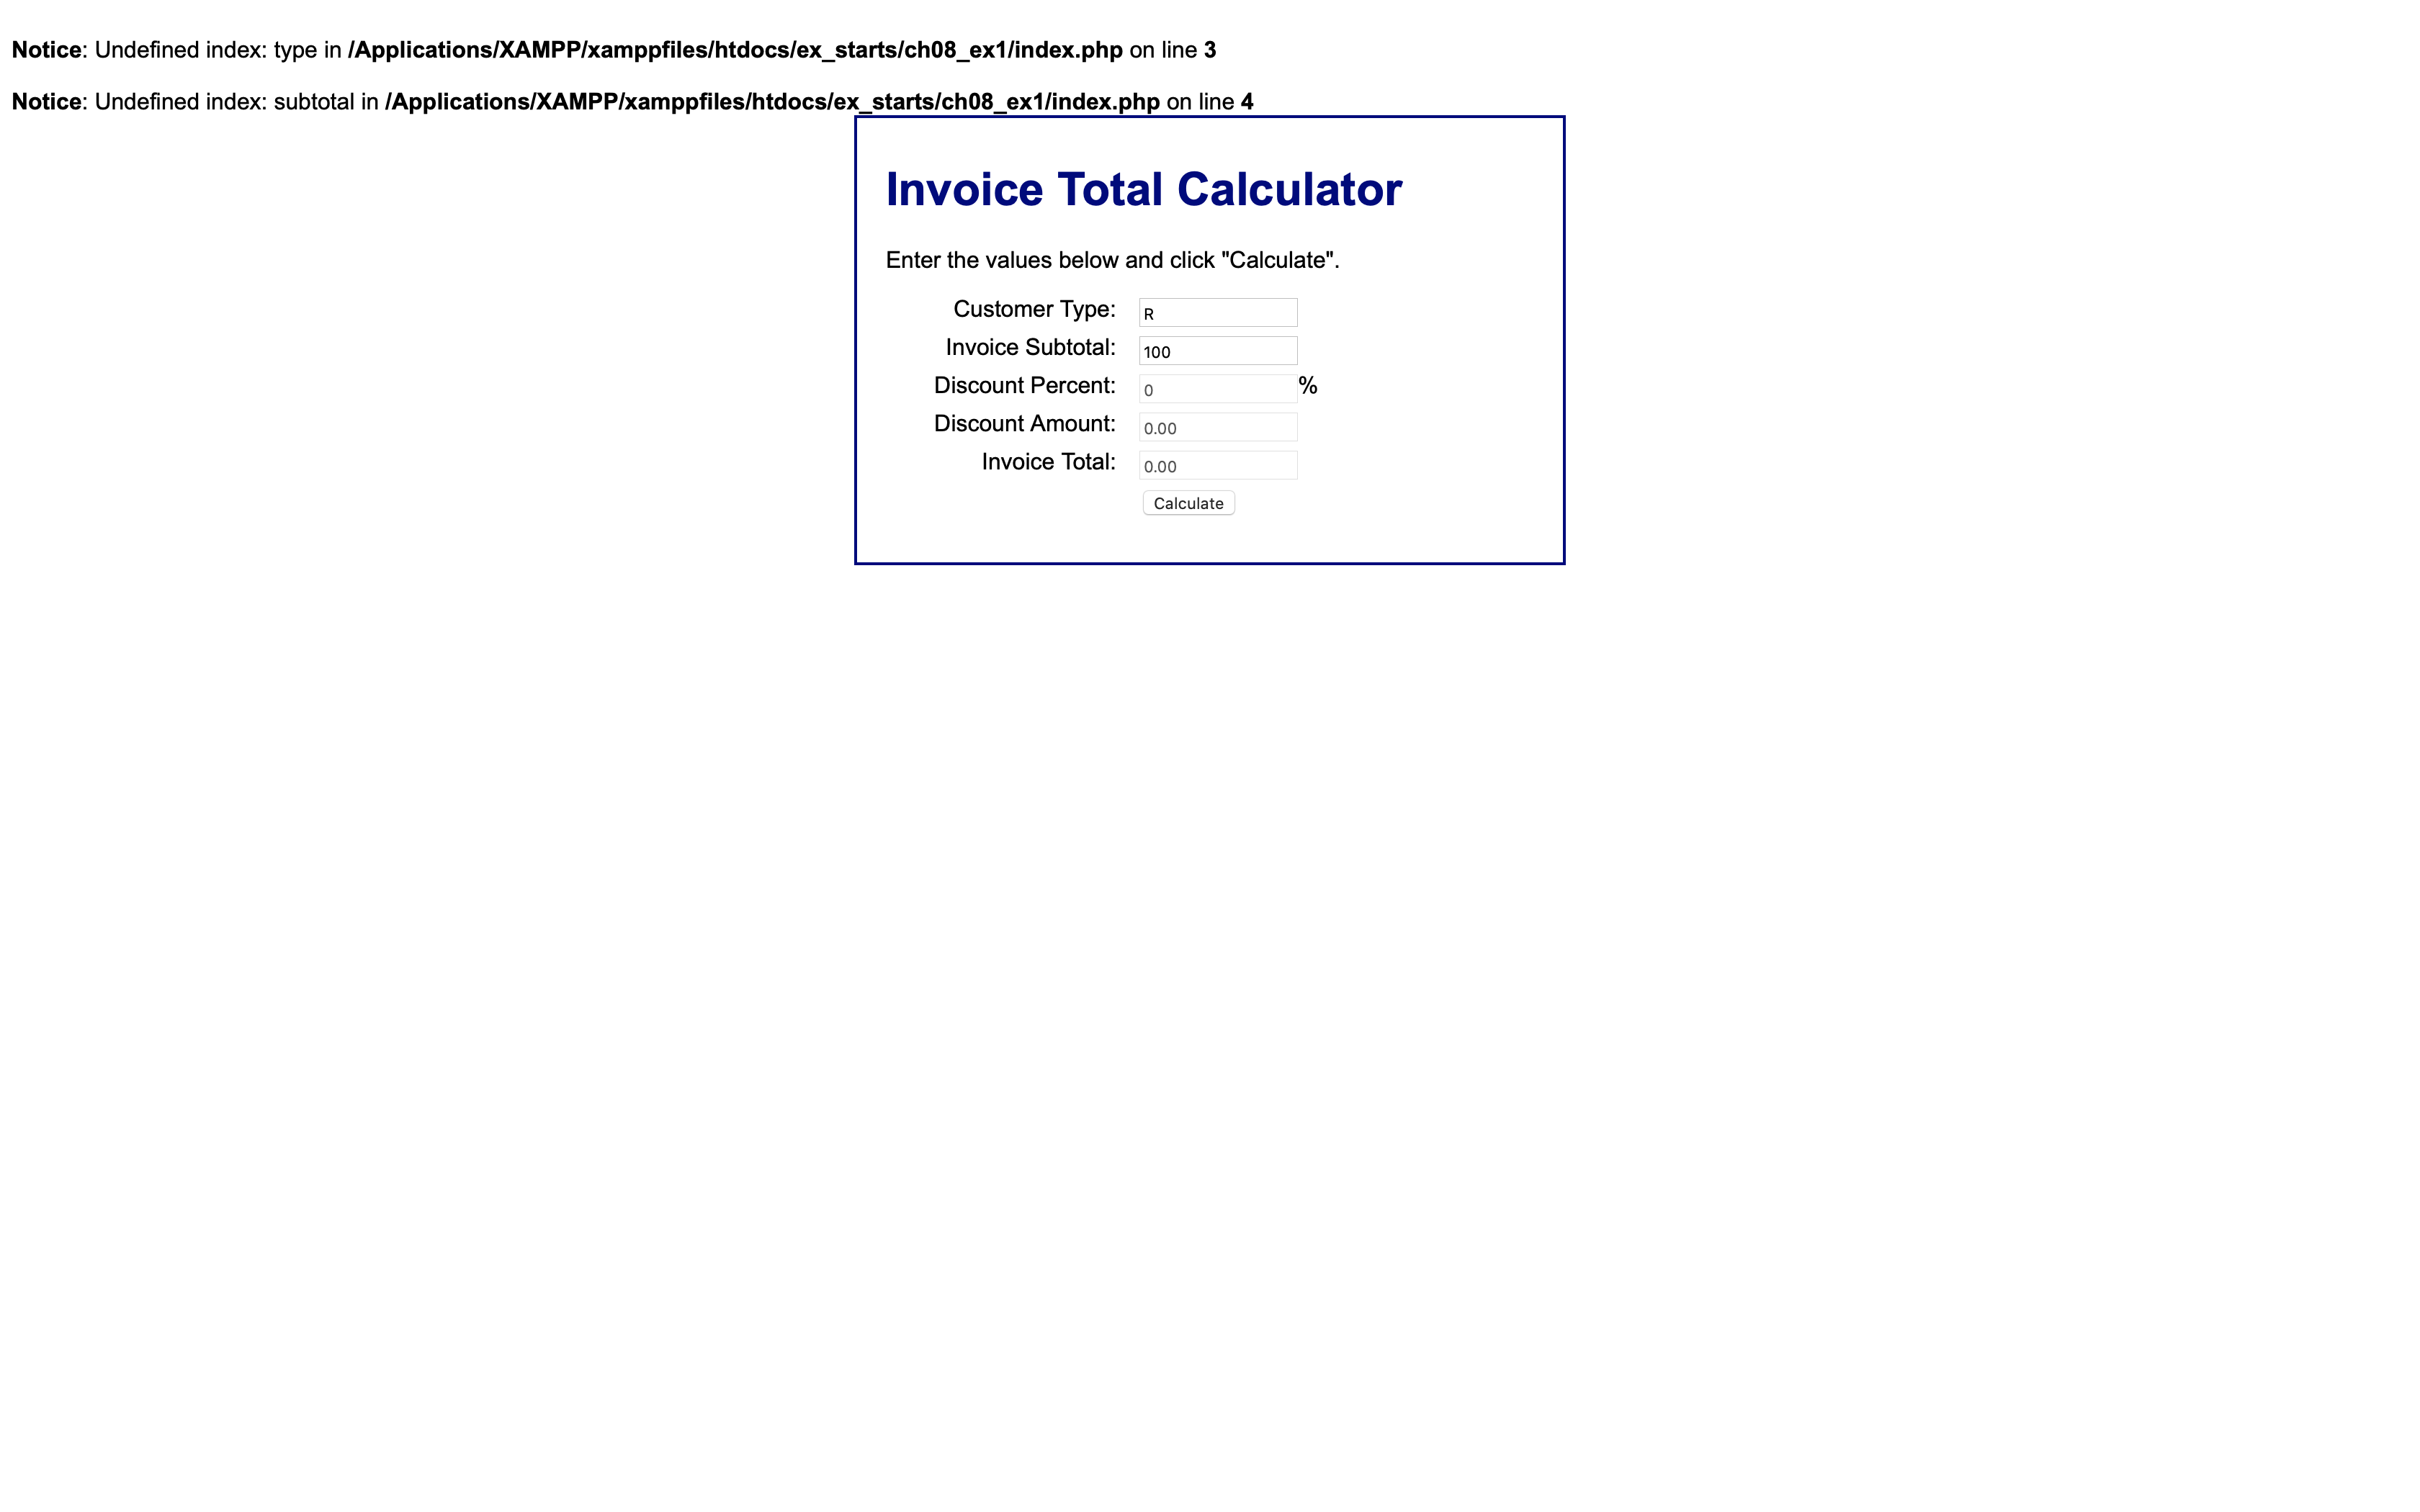 Notice: Undefined index: type in /Applications/XAMPP/xamppfiles/htdocs/ex_starts/ch08_ex1/index.php on line 3
Notice: Undefined index: subtotal in /Applications/XAMPP/xamppfiles/htdocs/ex_starts/ch08_ex1/index.php on line 4
Invoice Total Calculator
Enter the values below and click "Calculate".
Customer Type: R
Invoice Subtotal: 100
Discount Percent: 0 %
Discount Amount: 0.00
Invoice Total: 0.00
Calculate